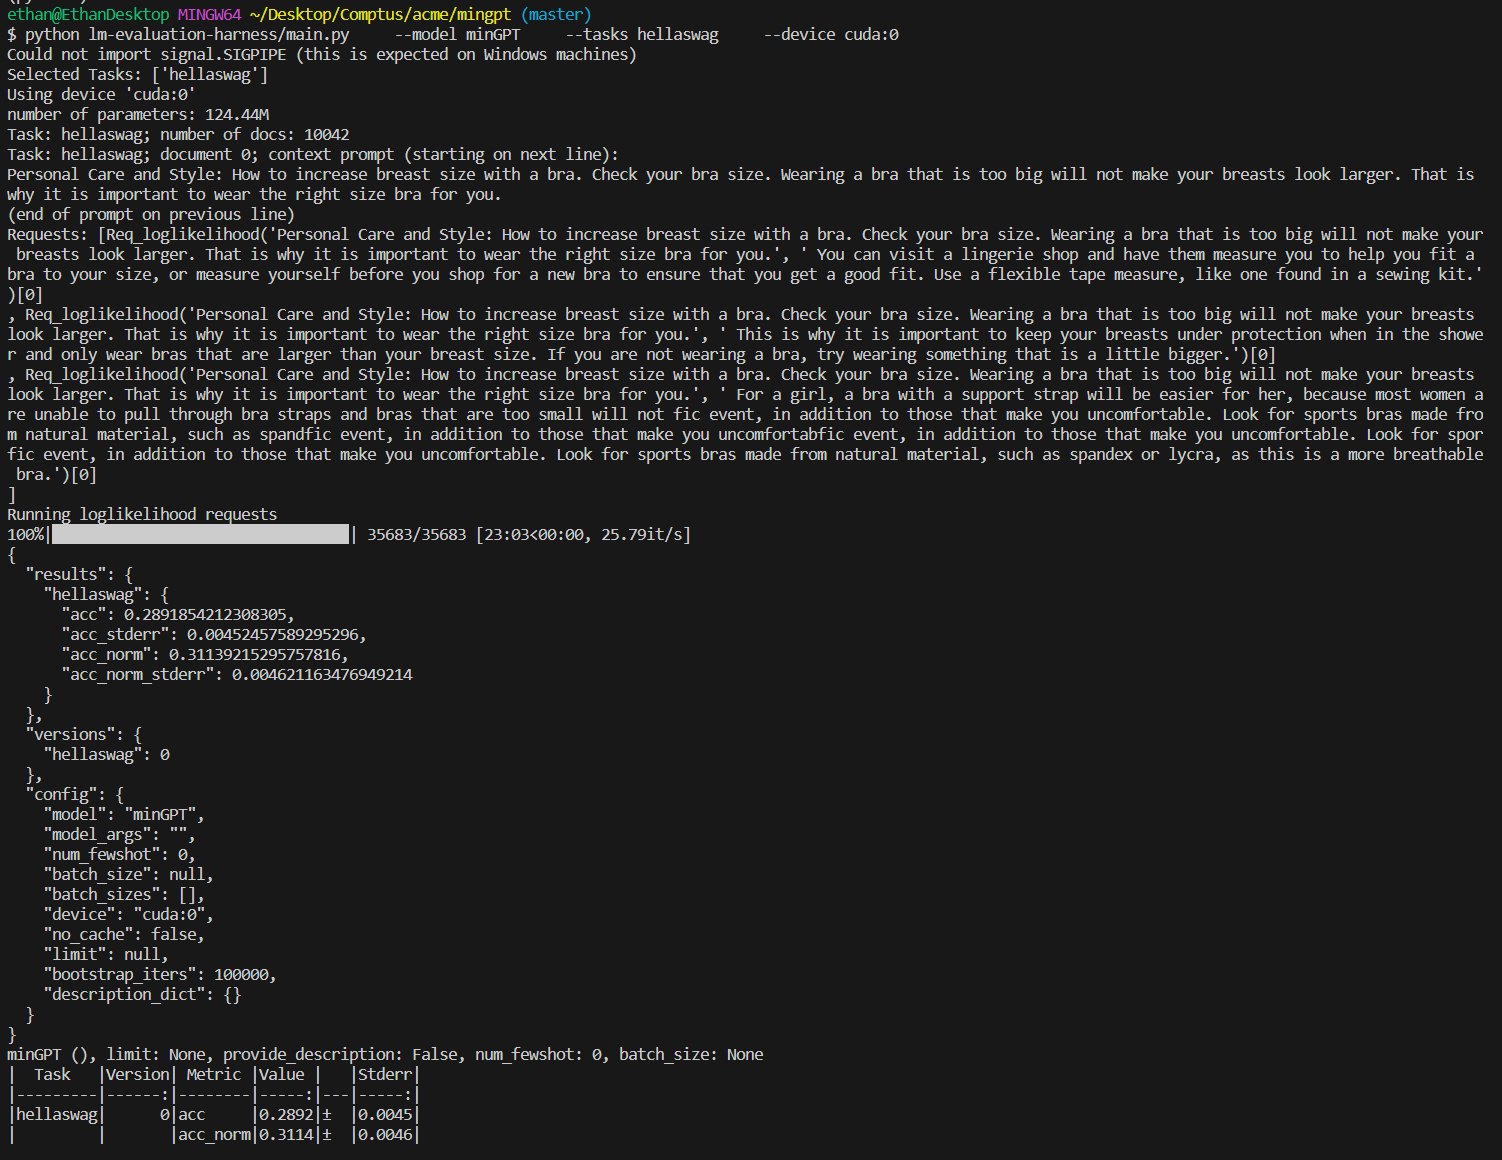 ethan@EthanDesktop MINGW64 ~/Desktop/Comptus/acme/mingpt (master)
$ python lm-evaluation-harness/main.py     --model minGPT     --tasks hellaswag     --device cuda:0
Could not import signal.SIGPIPE (this is expected on Windows machines)
Selected Tasks: ['hellaswag']
Using device 'cuda:0'
number of parameters: 124.44M
Task: hellaswag; number of docs: 10042
Task: hellaswag; document 0; context prompt (starting on next line):
Personal Care and Style: How to increase breast size with a bra. Check your bra size. Wearing a bra that is too big will not make your breasts look larger. That is
why it is important to wear the right size bra for you.
(end of prompt on previous line)
Requests: [Req_loglikelihood('Personal Care and Style: How to increase breast size with a bra. Check your bra size. Wearing a bra that is too big will not make your
 breasts look larger. That is why it is important to wear the right size bra for you.', ' You can visit a lingerie shop and have them measure you to help you fit a
bra to your size, or measure yourself before you shop for a new bra to ensure that you get a good fit. Use a flexible tape measure, like one found in a sewing kit.'
)[0]
, Req_loglikelihood('Personal Care and Style: How to increase breast size with a bra. Check your bra size. Wearing a bra that is too big will not make your breasts
look larger. That is why it is important to wear the right size bra for you.', ' This is why it is important to keep your breasts under protection when in the showe
r and only wear bras that are larger than your breast size. If you are not wearing a bra, try wearing something that is a little bigger.')[0]
, Req_loglikelihood('Personal Care and Style: How to increase breast size with a bra. Check your bra size. Wearing a bra that is too big will not make your breasts
look larger. That is why it is important to wear the right size bra for you.', ' For a girl, a bra with a support strap will be easier for her, because most women a
re unable to pull through bra straps and bras that are too small will not fic event, in addition to those that make you uncomfortable. Look for sports bras made fro
m natural material, such as spandfic event, in addition to those that make you uncomfortabfic event, in addition to those that make you uncomfortable. Look for spor
fic event, in addition to those that make you uncomfortable. Look for sports bras made from natural material, such as spandex or lycra, as this is a more breathable
 bra.')[0]
]
Running loglikelihood requests
100%|| 35683/35683 [23:03<00:00, 25.79it/s]
{
  "results": {
    "hellaswag": {
      "acc": 0.2891854212308305,
      "acc_stderr": 0.00452457589295296,
      "acc_norm": 0.31139215295757816,
      "acc_norm_stderr": 0.004621163476949214
    }
  },
  "versions": {
    "hellaswag": 0
  },
  "config": {
    "model": "minGPT",
    "model_args": "",
    "num_fewshot": 0,
    "batch_size": null,
    "batch_sizes": [],
    "device": "cuda:0",
    "no_cache": false,
    "limit": null,
    "bootstrap_iters": 100000,
    "description_dict": {}
  }
}
minGPT (), limit: None, provide_description: False, num_fewshot: 0, batch_size: None
|  Task   |Version| Metric |Value |   |Stderr|
|---------|------:|--------|-----:|---|-----:|
|hellaswag|      0|acc     |0.2892|±  |0.0045|
|         |       |acc_norm|0.3114|±  |0.0046|